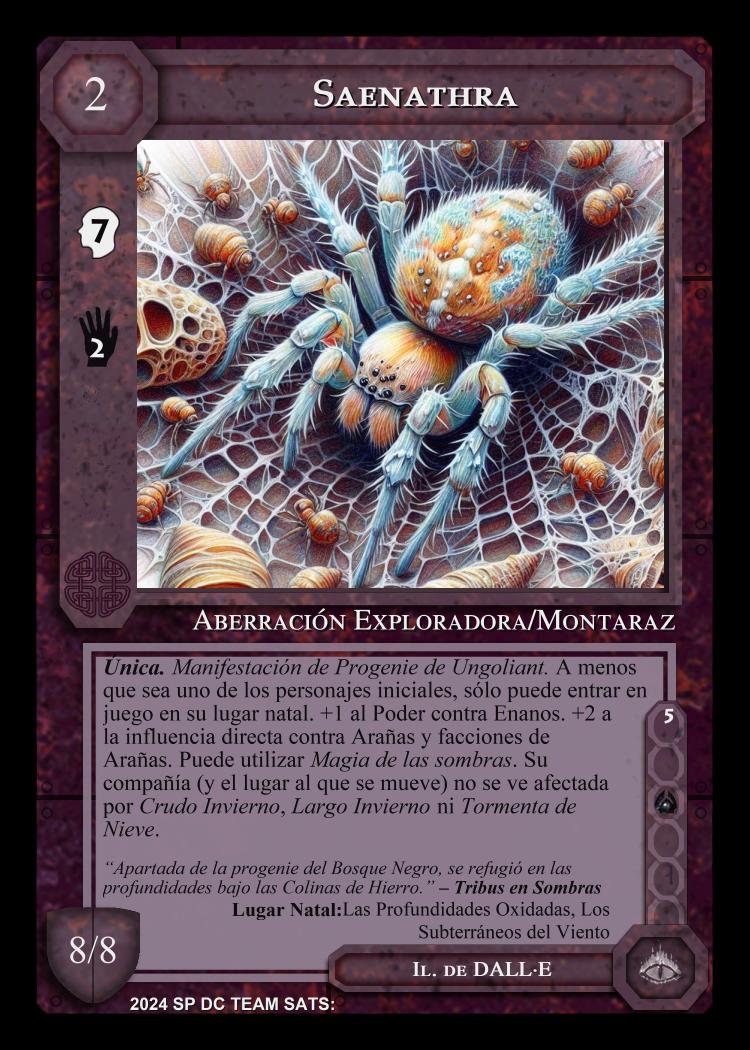 2
Saenathra
7
2
Aberración Exploradora/Montaraz
Única. Manifestación de Progenie de Ungoliant. A menos
que sea uno de los personajes iniciales, sólo puede entrar en
juego en su lugar natal. +1 al Poder contra Enanos. +2 a
la influencia directa contra Arañas y facciones de
Arañas. Puede utilizar Magia de las sombras. Su
compañía (y el lugar al que se mueve) no se ve afectada
por Crudo Invierno, Largo Invierno ni Tormenta de
Nieve.
5
“Apartada de la progenie del Bosque Negro, se refugió en las
profundidades bajo las Colinas de Hierro.” – Tribus en Sombras
Lugar Natal:Las Profundidades Oxidadas, Los
Subterráneos del Viento
8/8
Il. de DALL·E
2024 SP DC TEAM SATS: